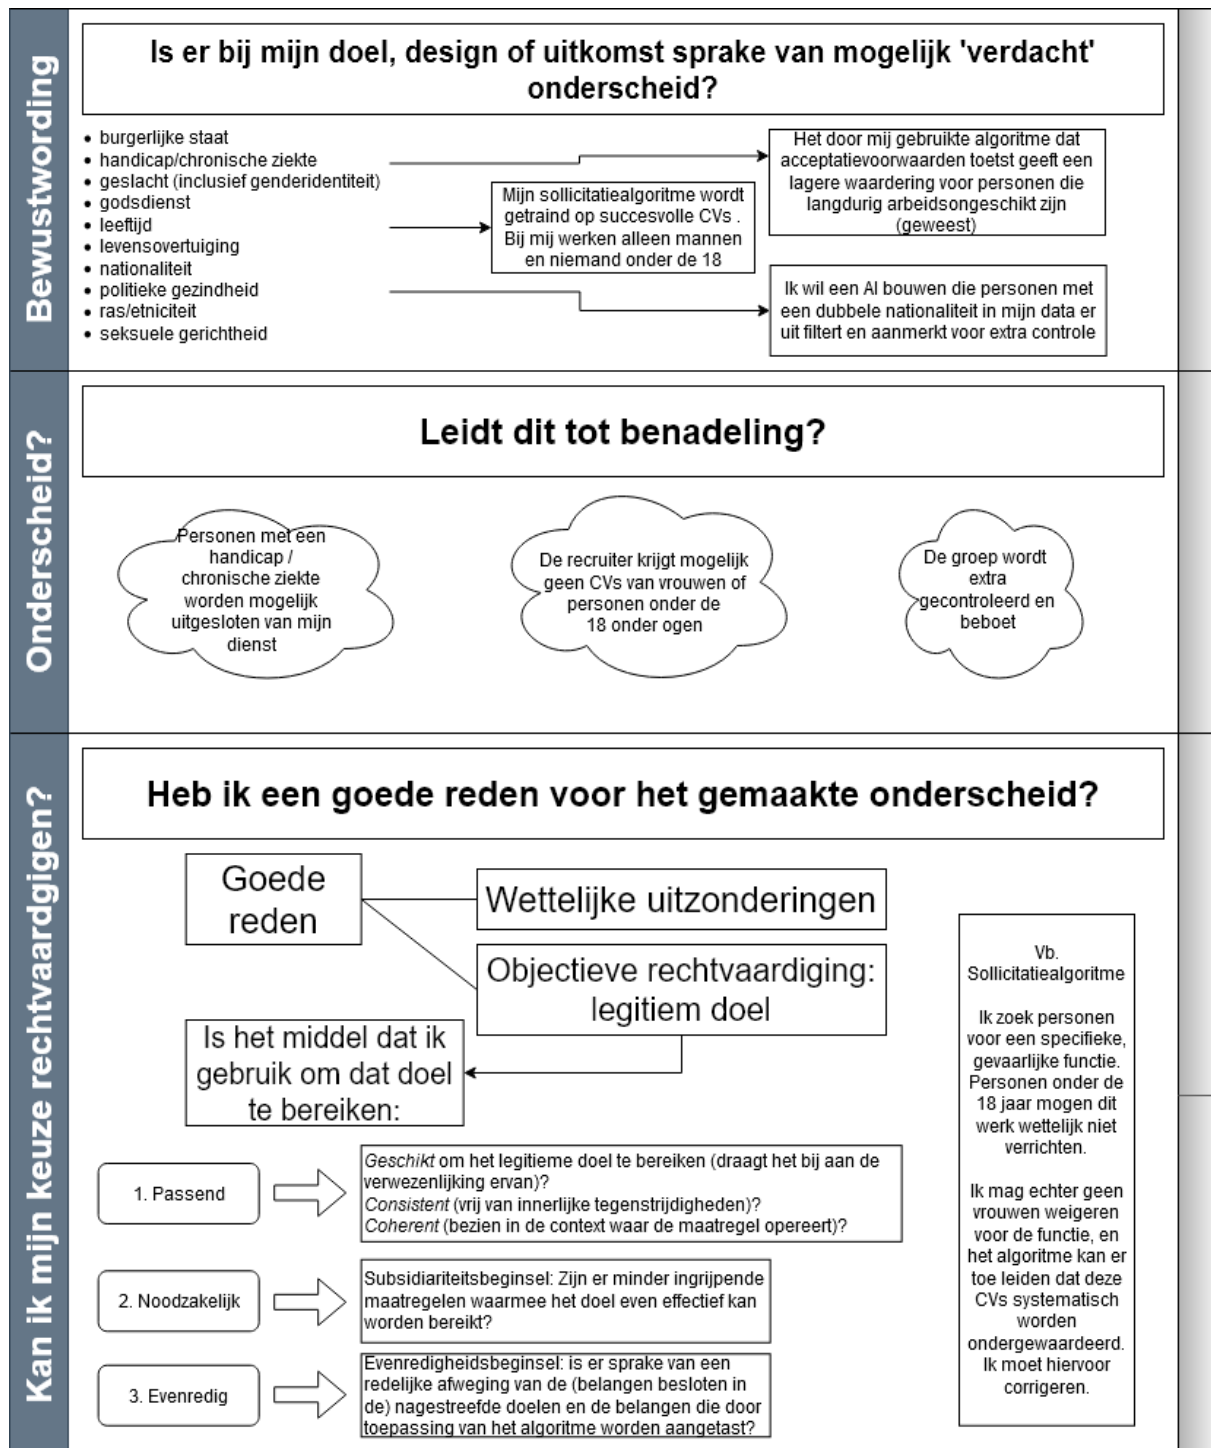 Bewustwording
Is er bij mijn doel, design of uitkomst sprake van mogelijk 'verdacht'
onderscheid?
• burgerlijke staat
• handicap/chronische ziekte
• geslacht (inclusief genderidentiteit)
• godsdienst
• leeftijd
• levensovertuiging
• nationaliteit
• politieke gezindheid
• ras/etniciteit
• seksuele gerichtheid
Mijn sollicitatiealgoritme wordt
getraind op succesvolle CVs .
Bij mij werken alleen mannen
en niemand onder de 18
Het door mij gebruikte algoritme dat
acceptatievoorwaarden toetst geeft een
lagere waardering voor personen die
langdurig arbeidsongeschikt zijn
(geweest)
Ik wil een AI bouwen die personen met
een dubbele nationaliteit in mijn data er
uit filtert en aanmerkt voor extra controle
Onderscheid?
Leidt dit tot benadeling?
Personen met een
handicap /
chronische ziekte
worden mogelijk
uitgesloten van mijn
dienst
De recruiter krijgt mogelijk
geen CVs van vrouwen of
personen onder de
18 onder ogen
De groep wordt
extra
gecontroleerd en
beboet
Kan ik mijn keuze rechtvaardgigen?
Heb ik een goede reden voor het gemaakte onderscheid?
Goede
reden
Wettelijke uitzonderingen
Objectieve rechtvaardiging:
legitiem doel
Is het middel dat ik
gebruik om dat doel
te bereiken:
1. Passend
Geschikt om het legitieme doel te bereiken (draagt het bij aan de
verwezenlijking ervan)?
Consistent (vrij van innerlijke tegenstrijdigheden)?
Coherent (bezien in de context waar de maatregel opereert)?
2. Noodzakelijk
Subsidiariteitsbeginsel: Zijn er minder ingrijpende
maatregelen waarmee het doel even effectief kan
worden bereikt?
3. Evenredig
Evenredigheidsbeginsel: is er sprake van een
redelijke afweging van de (belangen besloten in
de) nagestreefde doelen en de belangen die door
toepassing van het algoritme worden aangetast?
Vb.
Sollicitatiealgoritme
Ik zoek personen
voor een specifieke,
gevaarlijke functie.
Personen onder de
18 jaar mogen dit
werk wettelijk niet
verrichten.
Ik mag echter geen
vrouwen weigeren
voor de functie, en
het algoritme kan er
toe leiden dat deze
CVs systematisch
worden
ondergewaardeerd.
Ik moet hiervoor
corrigeren.